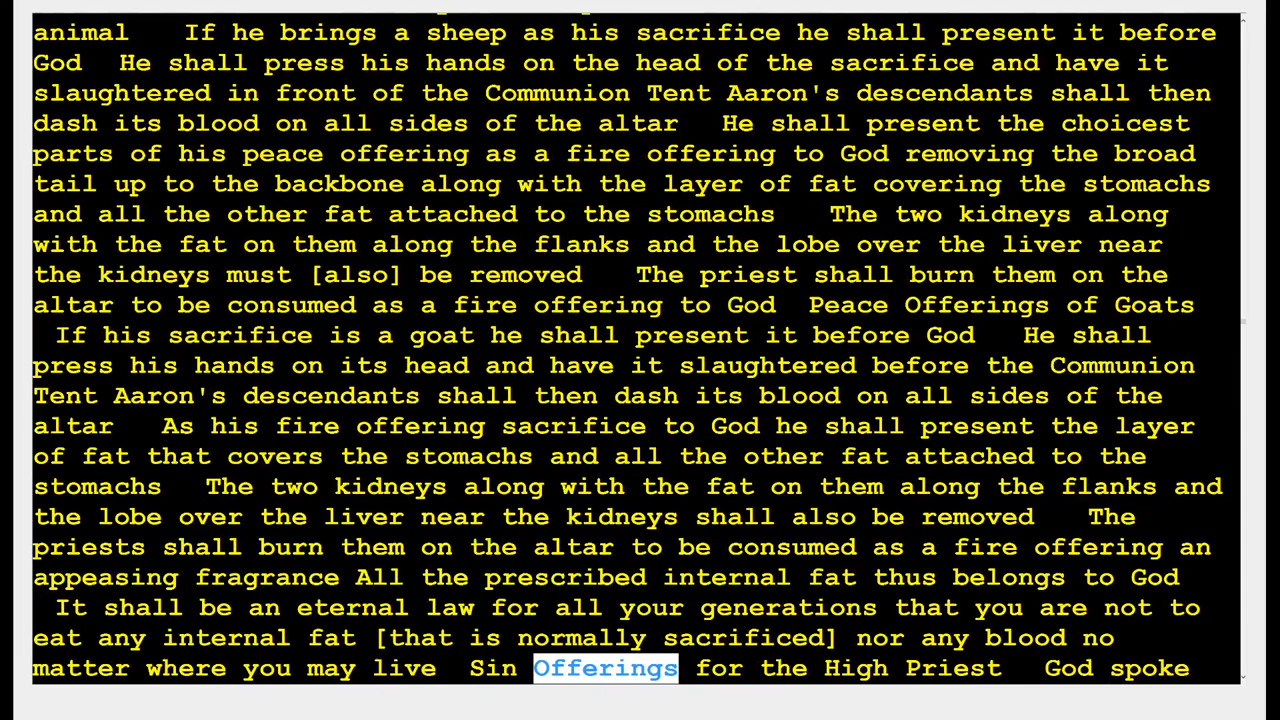 animal If he brings a sheep as his sacrifice he shall present it before
God He shall press his hands on the head of the sacrifice and have it
slaughtered in front of the Communion Tent Aaron's descendants shall then
dash its blood on all sides of the altar He shall present the choicest
parts of his peace offering as a fire offering to God removing the broad
tail up to the backbone along with the layer of fat covering the stomachs
and all the other fat attached to the stomachs The two kidneys along
with the fat on them along the flanks and the lobe over the liver near
the kidneys must [also] be removed The priest shall burn them on the
altar to be consumed as a fire offering to God Peace Offerings of Goats
If his sacrifice is a goat he shall present it before God He shall
press his hands on its head and have it slaughtered before the Communion
Tent Aaron's descendants shall then dash its blood on all sides of the
altar As his fire offering sacrifice to God he shall present the layer
of fat that covers the stomachs and all the other fat attached to the
stomachs The two kidneys along with the fat on them along the flanks and
the lobe over the liver near the kidneys shall also be removed The
priests shall burn them on the altar to be consumed as a fire offering an
appeasing fragrance All the prescribed internal fat thus belongs to God
It shall be an eternal law for all your generations that you are not to
eat any internal fat [that is normally sacrificed] nor any blood no
matter where you may live Sin Offerings for the High Priest God spoke